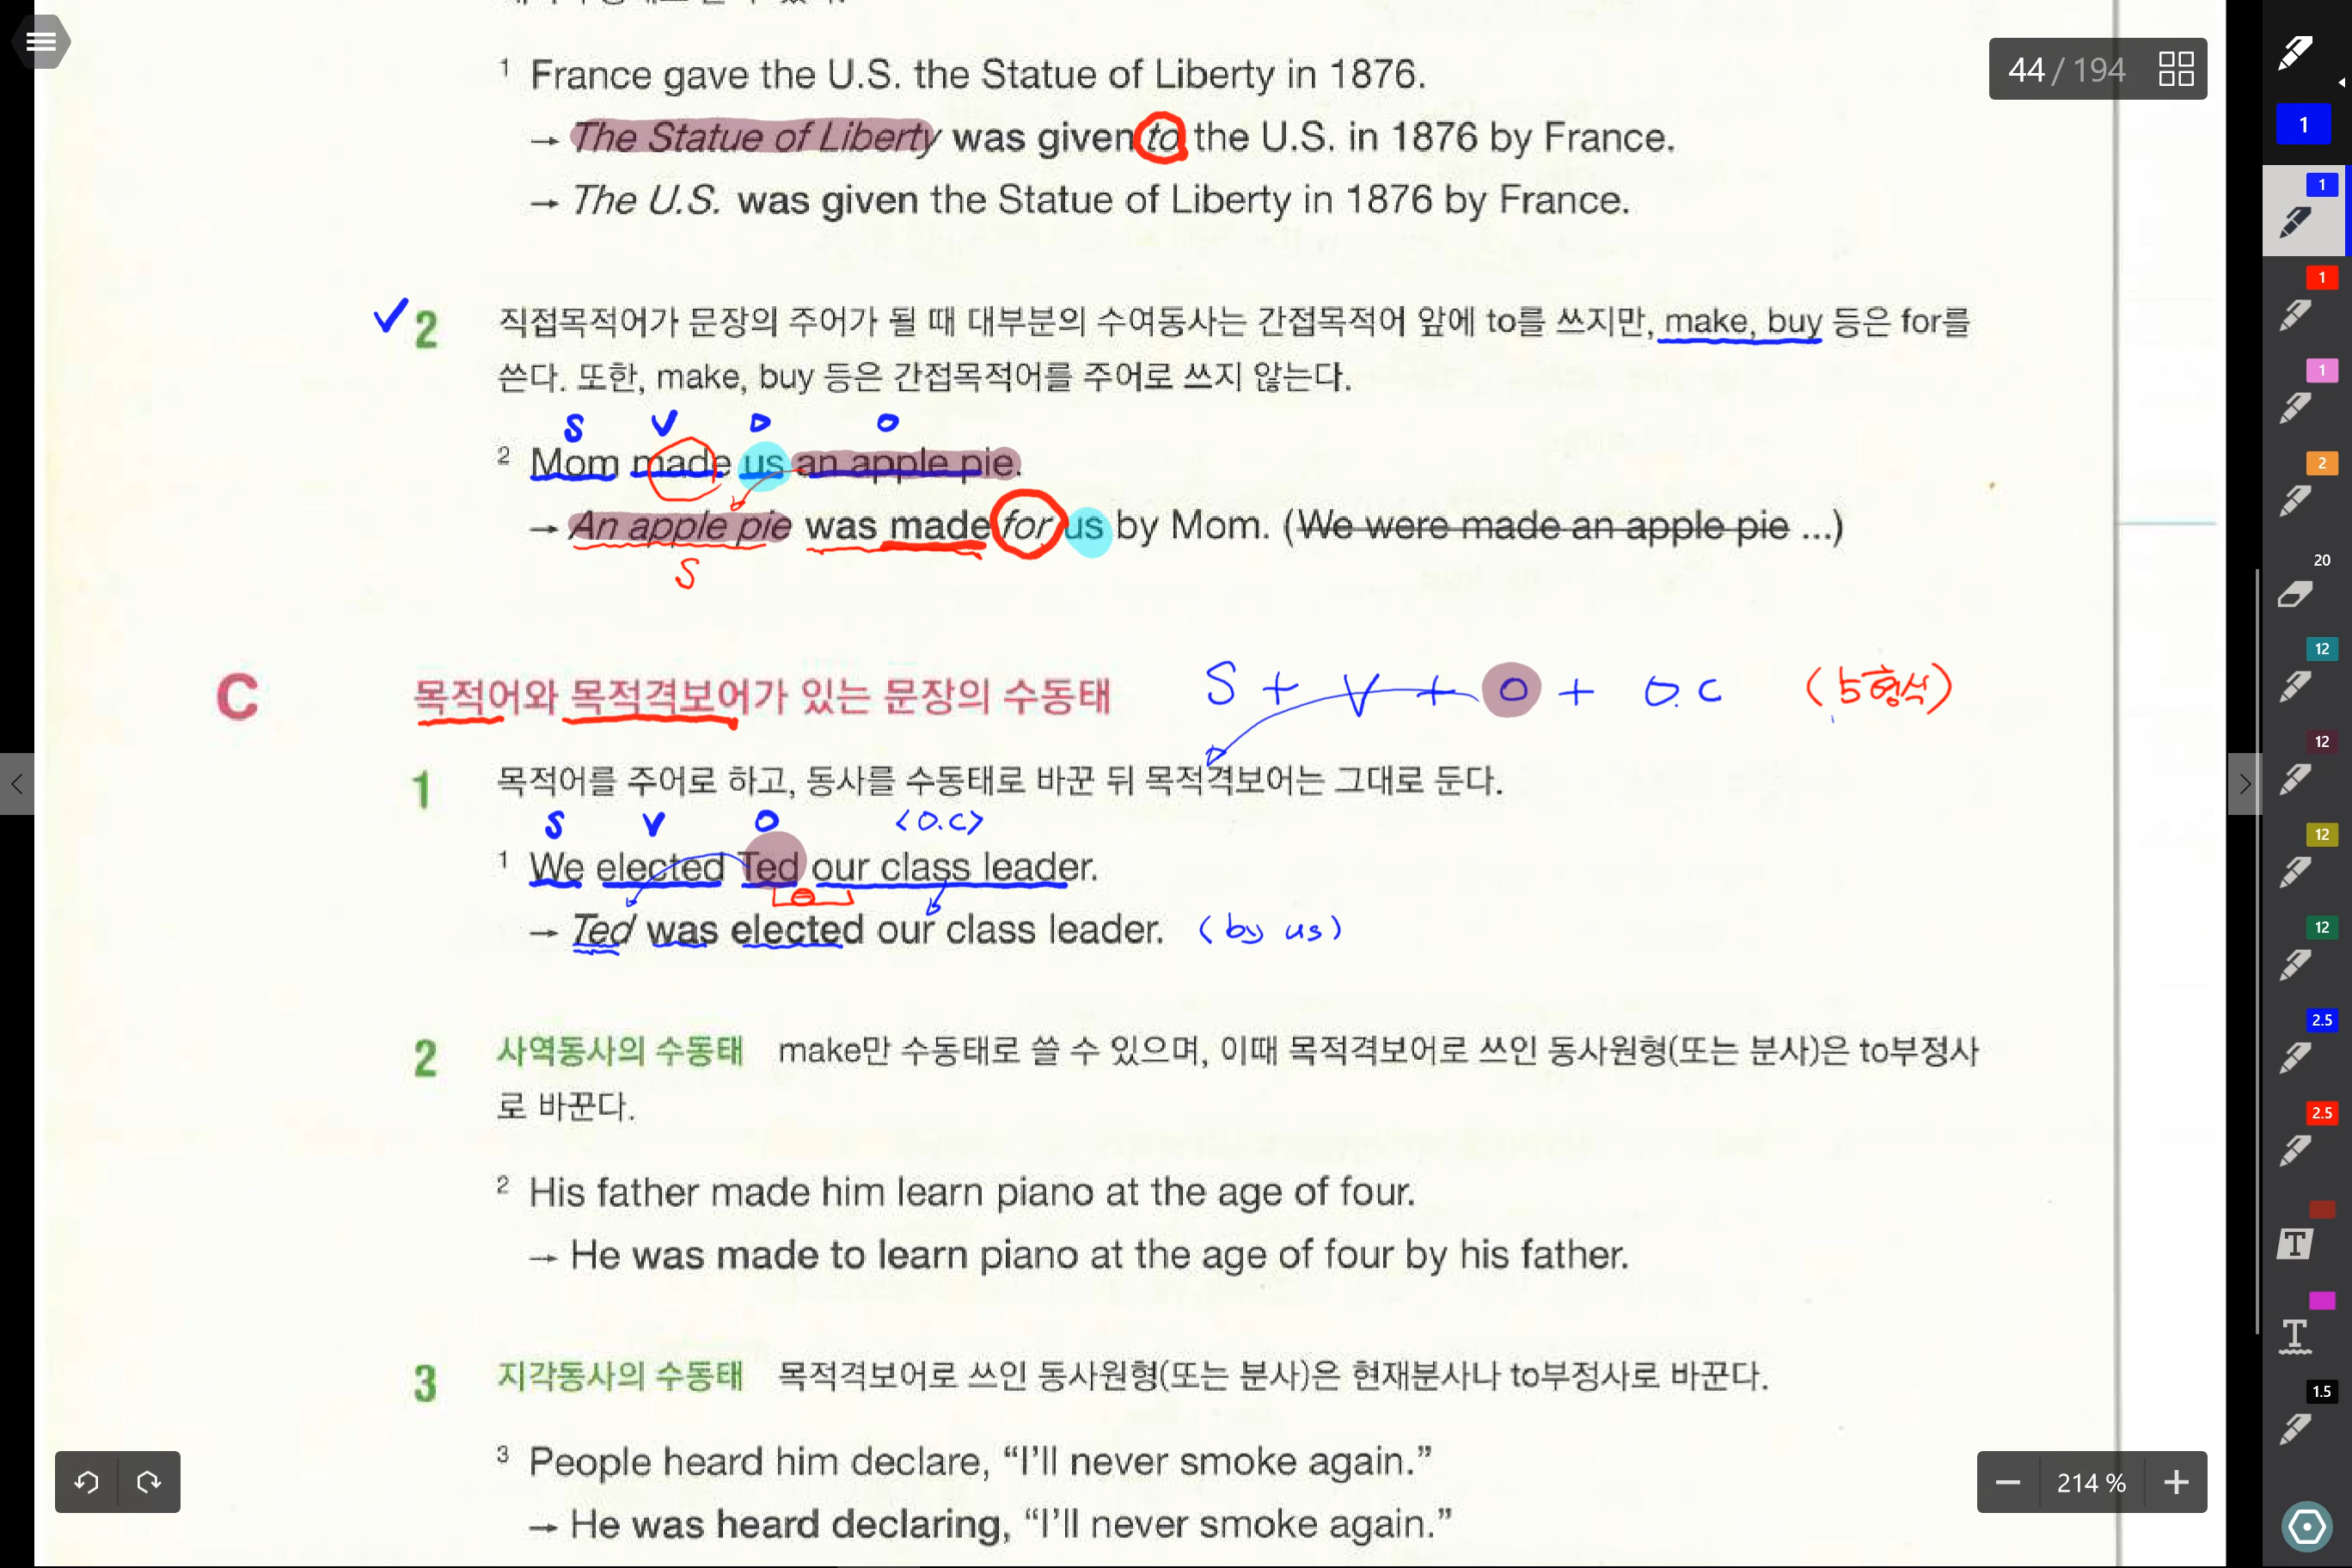 44 / 194
1 France gave the U.S. the Statue of Liberty in 1876.
→ The Statue of Liberty was given to the U.S. in 1876 by France.
→ The U.S. was given the Statue of Liberty in 1876 by France.
✓ 2 직접목적어가 문장의 주어가 될 때 대부분의 수여동사는 간접목적어 앞에 to를 쓰지만, make, buy 등은 for를
쓴다. 또한, make, buy 등은 간접목적어를 주어로 쓰지 않는다.
S V D O
2 Mom made us an apple pie.
→ An apple pie was made for us by Mom. (We were made an apple pie ...)
S
C 목적어와 목적격보어가 있는 문장의 수동태 S + V + O + O.C (5형식)
1 목적어를 주어로 하고, 동사를 수동태로 바꾼 뒤 목적격보어는 그대로 둔다.
S V O <O.C>
1 We elected Ted our class leader.
→ Ted was elected our class leader. (by us)
2 사역동사의 수동태 make만 수동태로 쓸 수 있으며, 이때 목적격보어로 쓰인 동사원형(또는 분사)은 to부정사
로 바꾼다.
2 His father made him learn piano at the age of four.
→ He was made to learn piano at the age of four by his father.
3 지각동사의 수동태 목적격보어로 쓰인 동사원형(또는 분사)은 현재분사나 to부정사로 바꾼다.
3 People heard him declare, “I’ll never smoke again.”
→ He was heard declaring, “I’ll never smoke again.”
214 %
1
1
1
1
2
20
12
12
12
12
2.5
2.5
T
T
1.5